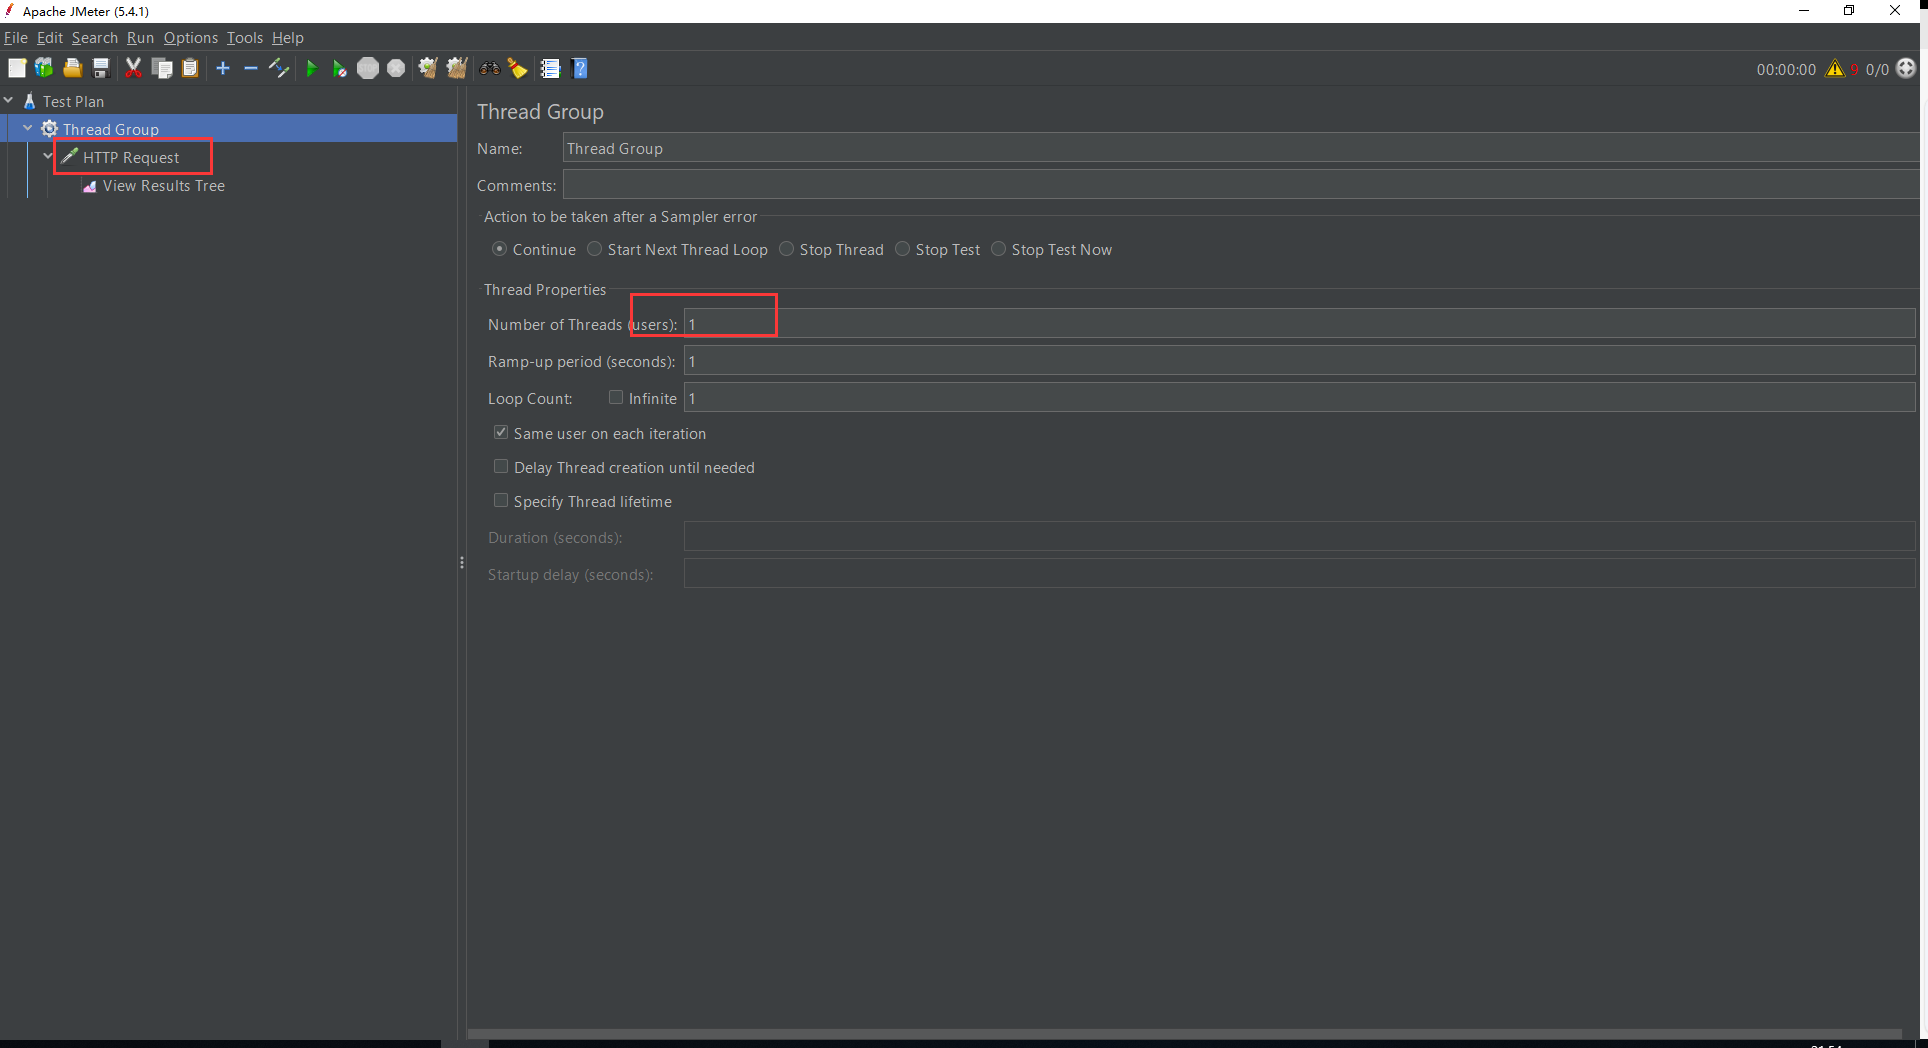 Apache JMeter (5.4.1)
File Edit Search Run Options Tools Help
00:00:00 9 0/0
Test Plan
Thread Group
HTTP Request
View Results Tree
Thread Group
Name: Thread Group
Comments:
Action to be taken after a Sampler error
Continue Start Next Thread Loop Stop Thread Stop Test Stop Test Now
Thread Properties
Number of Threads (users): 1
Ramp-up period (seconds): 1
Loop Count: Infinite 1
Same user on each iteration
Delay Thread creation until needed
Specify Thread lifetime
Duration (seconds):
Startup delay (seconds):